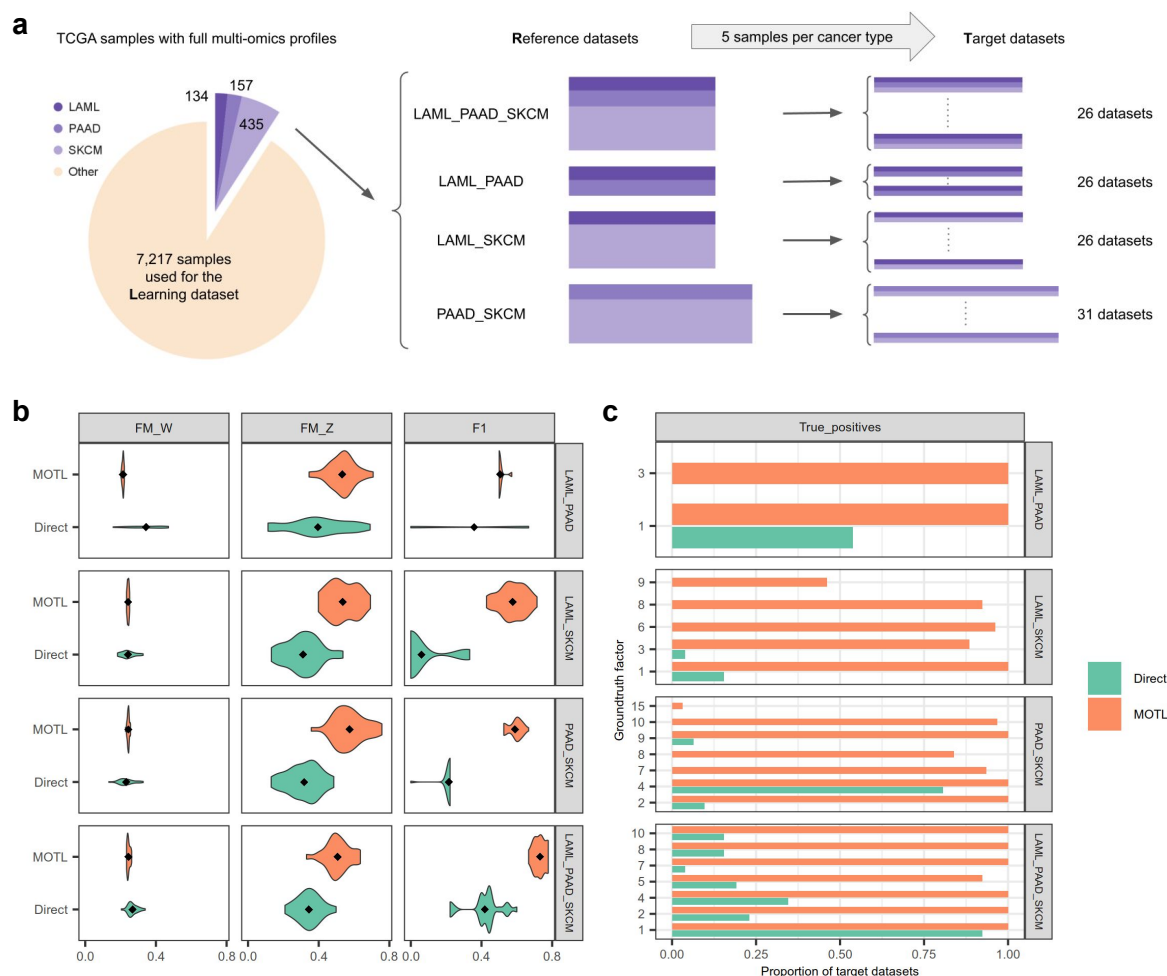 a
TCGA samples with full multi-omics profiles
Reference datasets
5 samples per cancer type
Target datasets
LAML
PAAD
SKCM
Other
134
157
435
7,217 samples
used for the
Learning dataset
LAML_PAAD_SKCM
26 datasets
LAML_PAAD
26 datasets
LAML_SKCM
26 datasets
PAAD_SKCM
31 datasets
b
FM_W
FM_Z
F1
MOTL
Direct
LAML_PAAD
MOTL
Direct
LAML_SKCM
MOTL
Direct
PAAD_SKCM
MOTL
Direct
LAML_PAAD_SKCM
0.0 0.4 0.8 0.0 0.4 0.8 0.0 0.4 0.8
c
True_positives
Groundtruth factor
3
1
LAML_PAAD
9
8
6
3
1
LAML_SKCM
15
10
9
8
7
4
2
PAAD_SKCM
10
8
7
5
4
2
1
LAML_PAAD_SKCM
0.00 0.25 0.50 0.75 1.00
Proportion of target datasets
Direct
MOTL